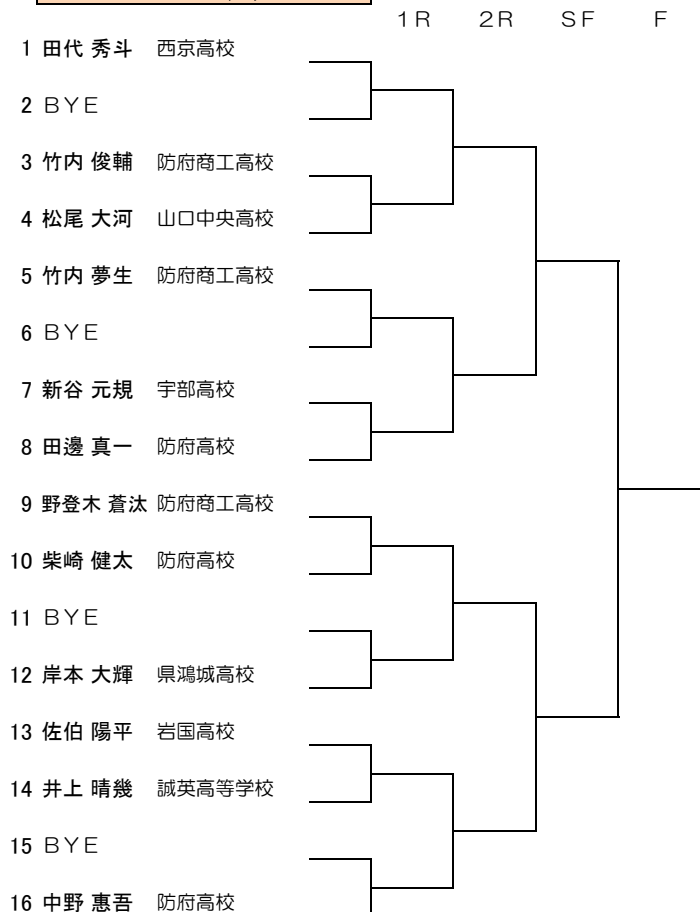 １Ｒ ２Ｒ ＳＦ Ｆ
1 田代 秀斗 西京高校
2 ＢＹＥ
3 竹内 俊輔 防府商工高校
4 松尾 大河 山口中央高校
5 竹内 夢生 防府商工高校
6 ＢＹＥ
7 新谷 元規 宇部高校
8 田邊 真一 防府高校
9 野登木 蒼汰 防府商工高校
10 柴崎 健太 防府高校
11 ＢＹＥ
12 岸本 大輝 県鴻城高校
13 佐伯 陽平 岩国高校
14 井上 晴幾 誠英高等学校
15 ＢＹＥ
16 中野 惠吾 防府高校